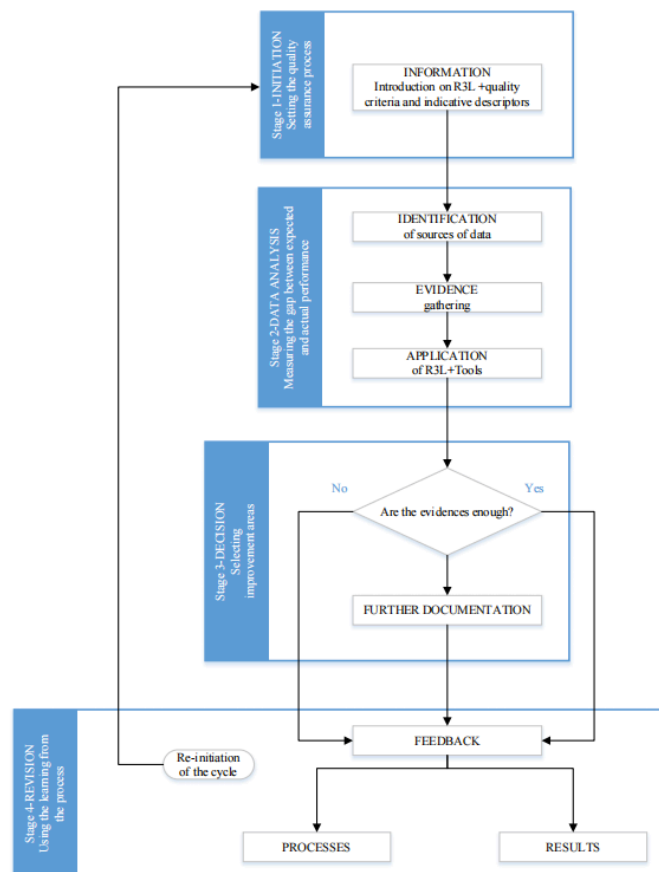 Stage 1-INITIATION
Setting the quality
assurance process
INFORMATION
Introduction on R3L +quality
criteria and indicative descriptors
Stage 2-DATA ANALYSIS
Measuring the gap between expected
and actual performance
IDENTIFICATION
of sources of data
EVIDENCE
gathering
APPLICATION
of R3L+Tools
Stage 3-DECISION
Selecting
improvement areas
No
Yes
Are the evidences enough?
FURTHER DOCUMENTATION
Stage 4-REVISION
Using the learning from
the process
Re-initiation
of the cycle
FEEDBACK
PROCESSES
RESULTS